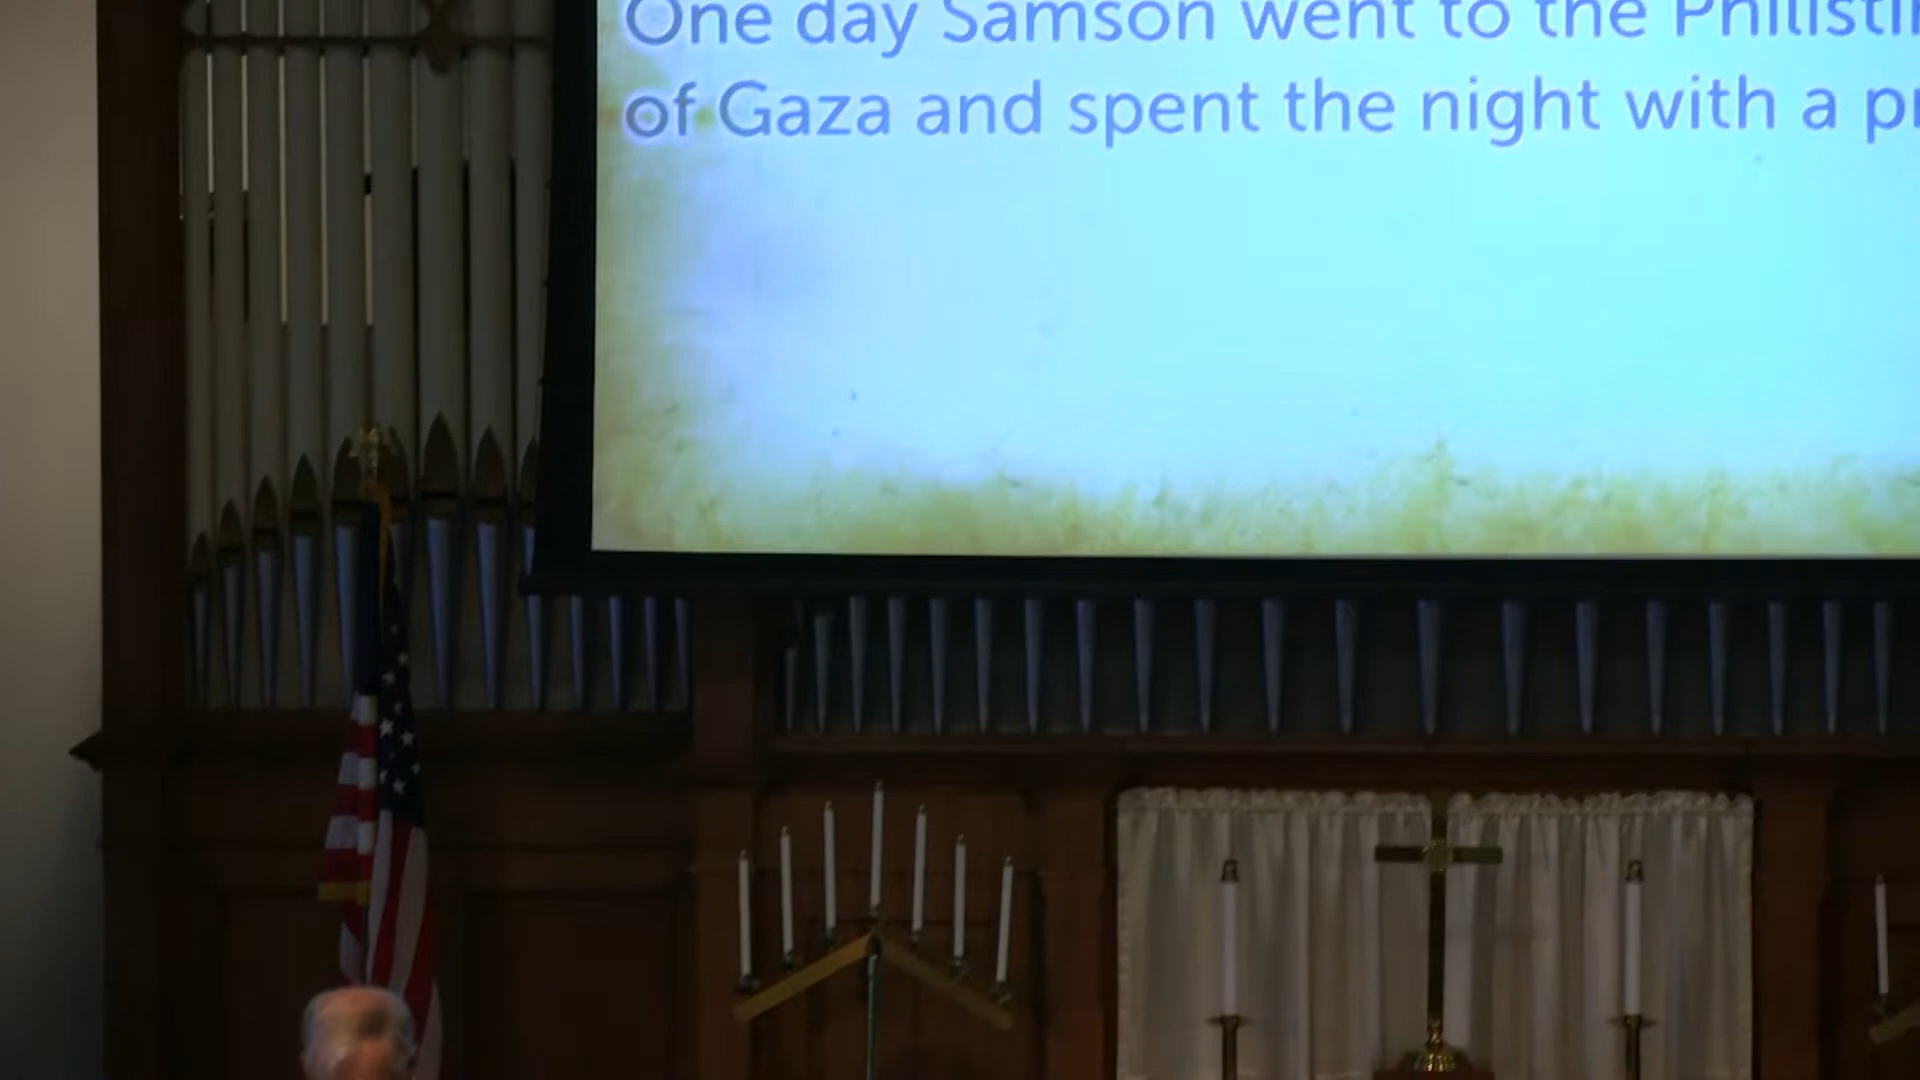 One day Samson went to the
of Gaza and spent the night with a